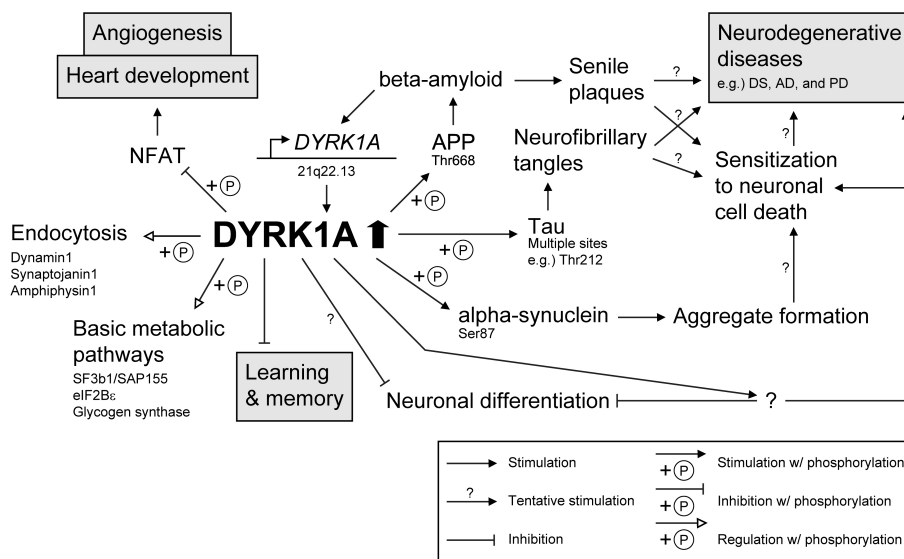 Angiogenesis
Heart development
NFAT
+ P
DYRK1A
21q22.13
beta-amyloid
APP
Thr668
+ P
Senile
plaques
?
?
Neurodegenerative
diseases
e.g.) DS, AD, and PD
Neurofibrillary
tangles
?
?
Sensitization
to neuronal
cell death
Endocytosis
Dynamin1
Synaptojanin1
Amphiphysin1
+ P
DYRK1A
+ P
Tau
Multiple sites
e.g.) Thr212
+ P
Basic metabolic
pathways
SF3b1/SAP155
eIF2Bε
Glycogen synthase
+ P
alpha-synuclein
Ser87
Aggregate formation
?
Learning
& memory
?
Neuronal differentiation
?
Stimulation
?
Tentative stimulation
Inhibition
+ P
Stimulation w/ phosphorylation
+ P
Inhibition w/ phosphorylation
+ P
Regulation w/ phosphorylation